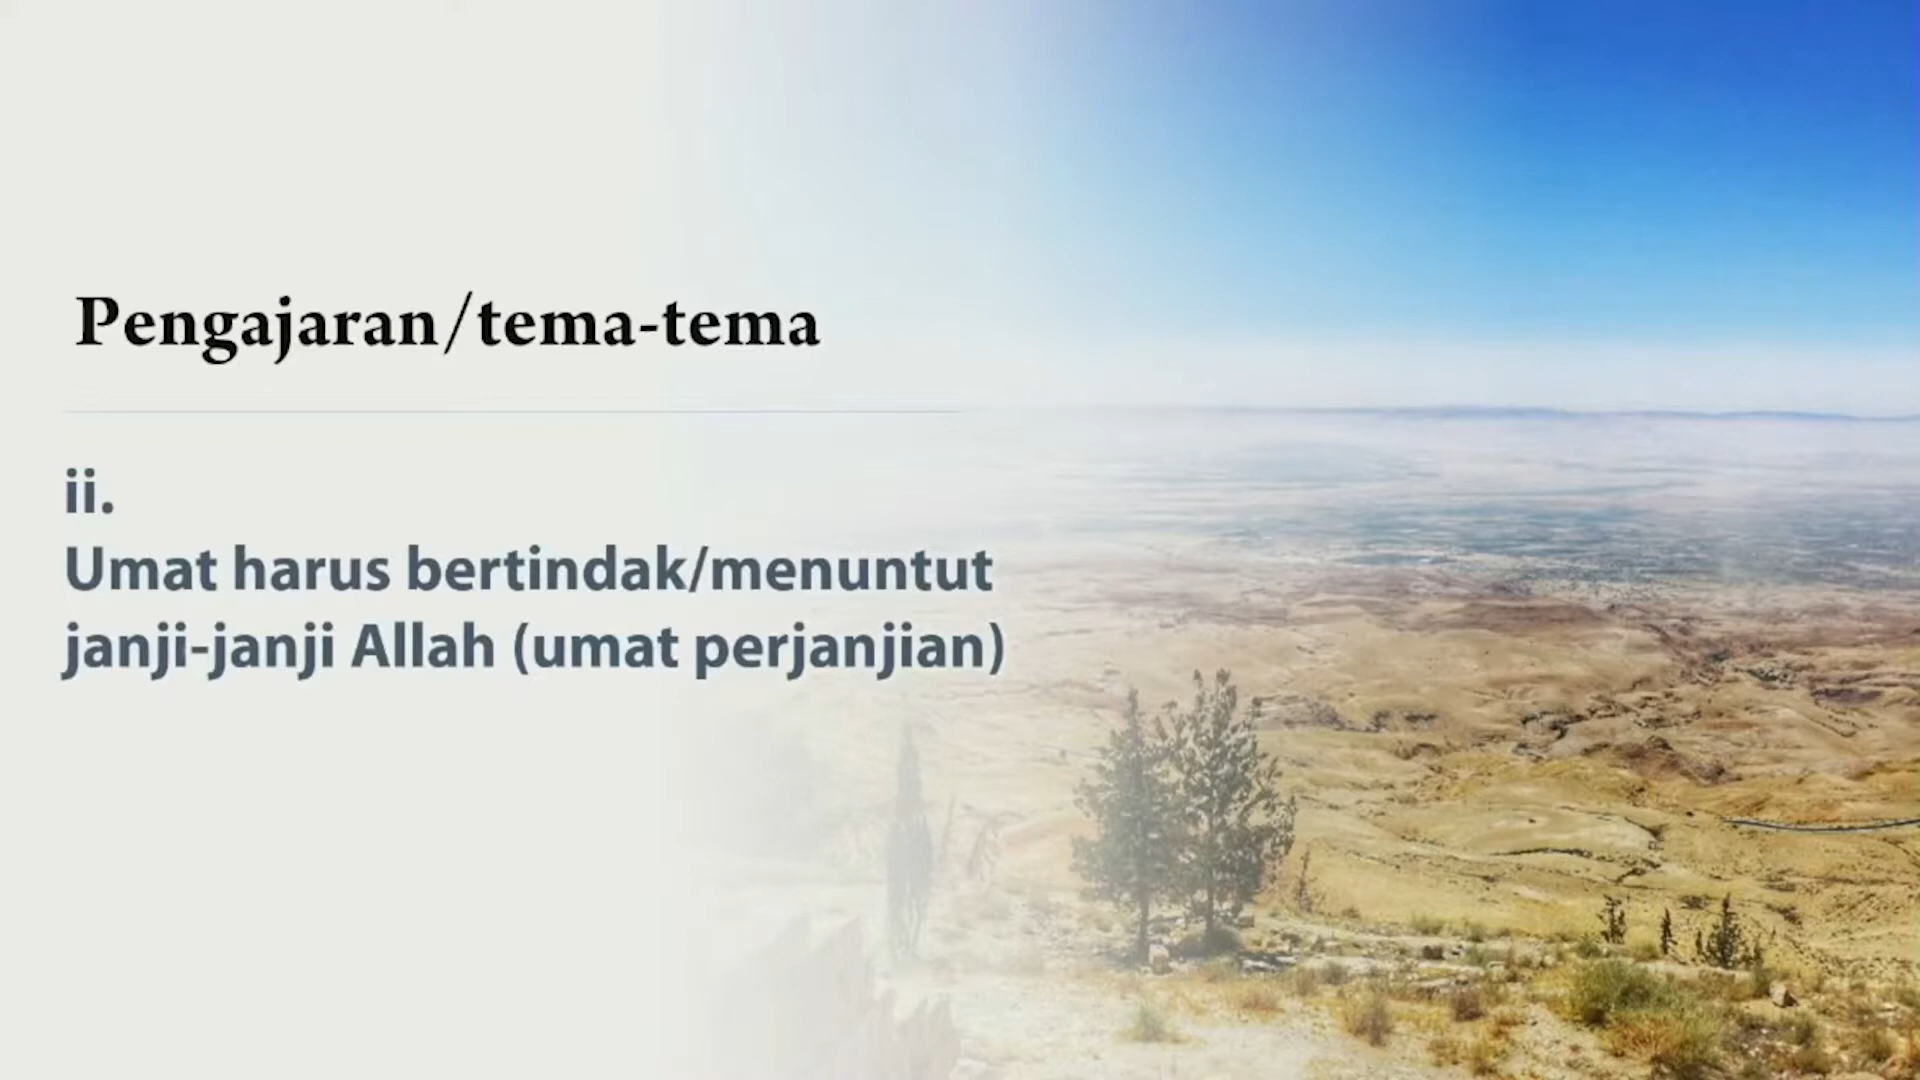 Pengajaran/tema-tema
ii.
Umat harus bertindak/menuntut
janji-janji Allah (umat perjanjian)